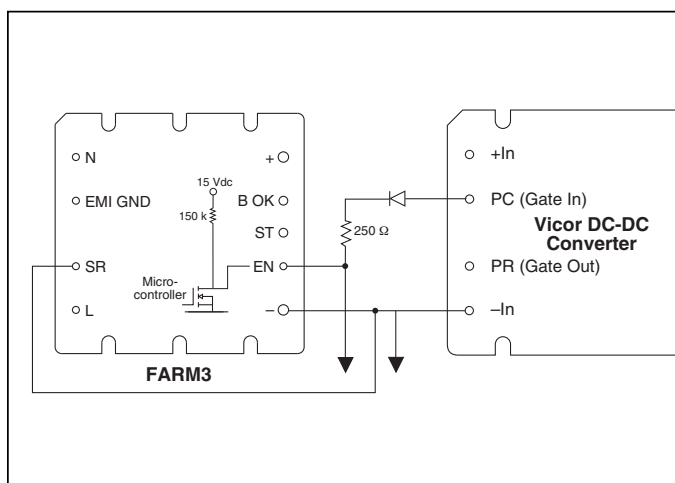 N
EMI GND
SR
L
15 Vdc
150 k
Micro-
controller
+
B OK
ST
EN
–
FARM3
250 Ω
+In
PC (Gate In)
Vicor DC-DC
Converter
PR (Gate Out)
–In